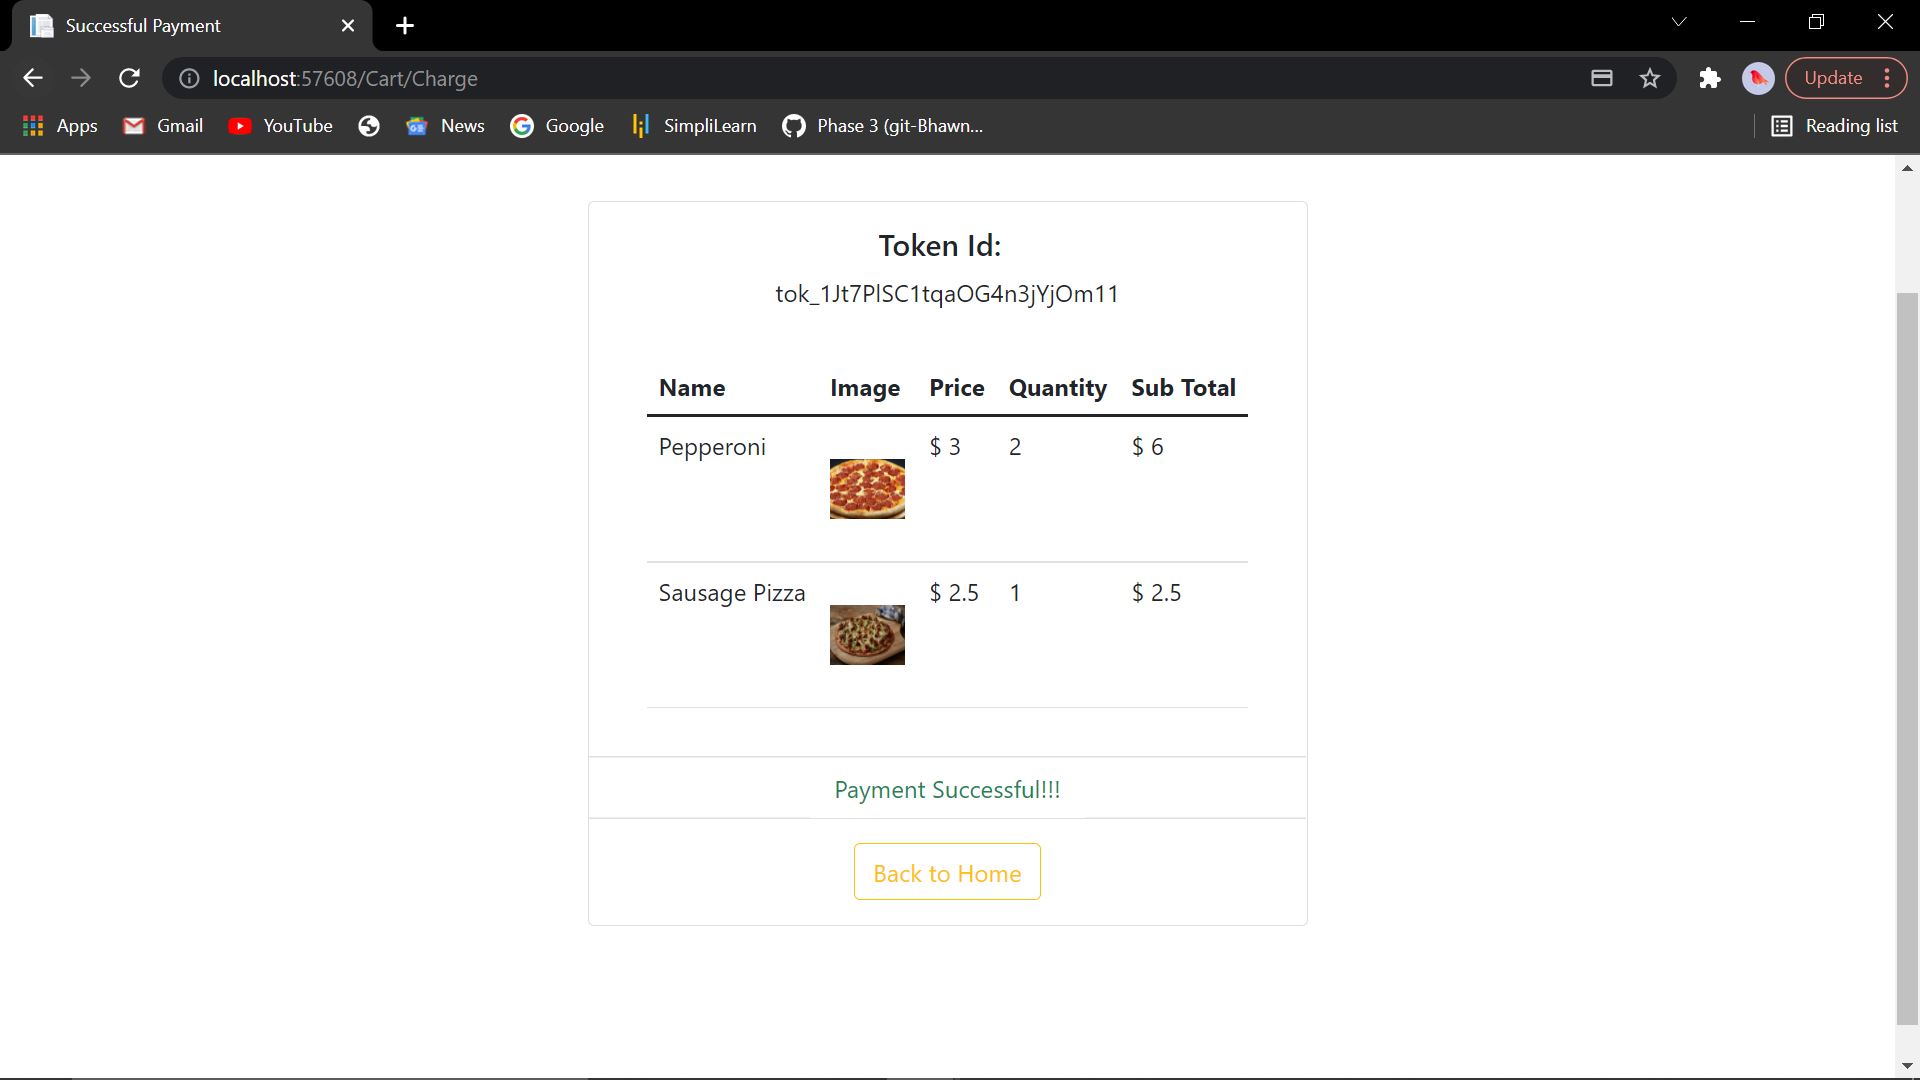 Successful Payment
localhost:57608/Cart/Charge
Update
Apps Gmail YouTube News Google SimpliLearn Phase 3 (git-Bhawn... Reading list
Token Id:
tok_1Jt7PlSC1tqaOG4n3jYjOm11
Name Image Price Quantity Sub Total
Pepperoni $ 3 2 $ 6
Sausage Pizza $ 2.5 1 $ 2.5
Payment Successful!!!
Back to Home